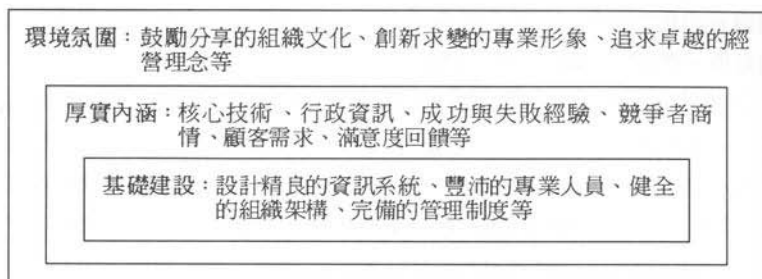 環境氛圍：鼓勵分享的組織文化、創新求變的專業形象、追求卓越的經
營理念等
厚實內涵：核心技術、行政資訊、成功與失敗經驗、競爭者商
情、顧客需求、滿意度回饋等
基礎建設：設計精良的資訊系統、豐沛的專業人員、健全
的組織架構、完備的管理制度等